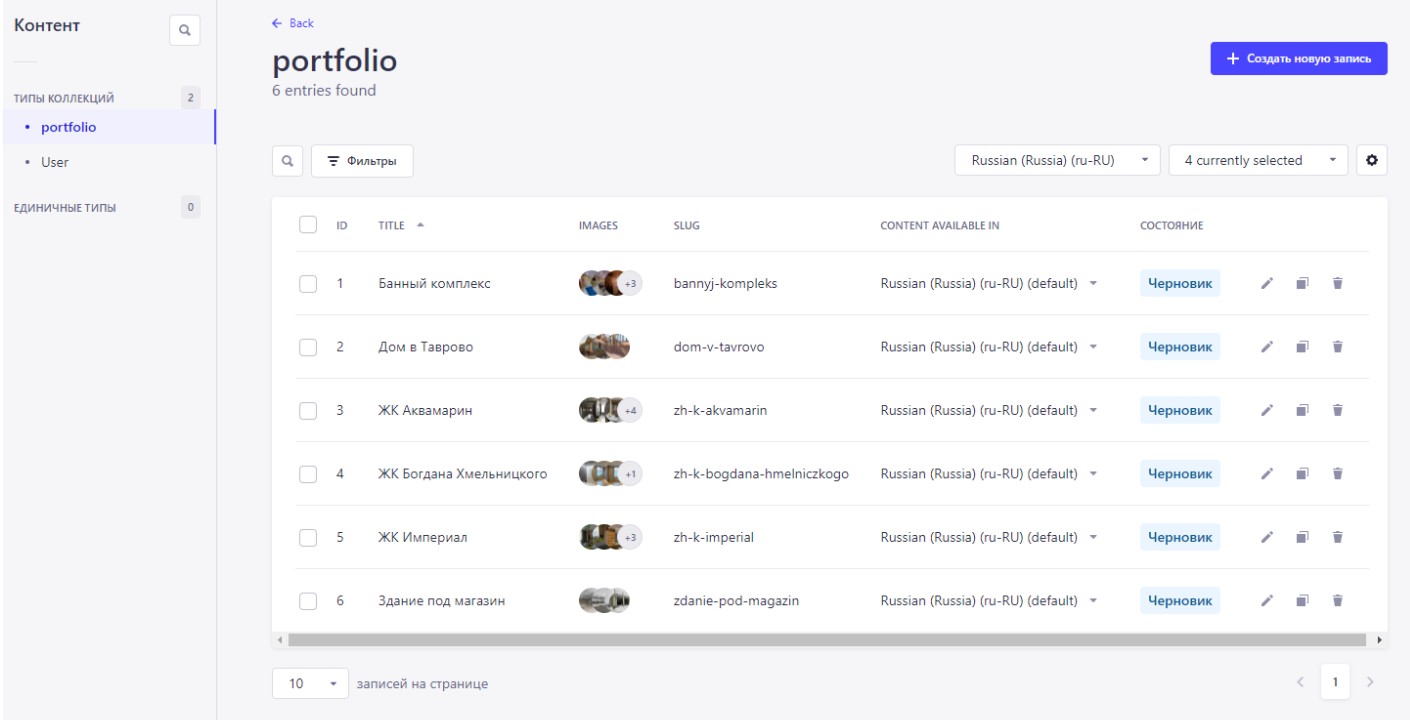 Контент
ТИПЫ КОЛЛЕКЦИЙ 2
portfolio
User
ЕДИНИЧНЫЕ ТИПЫ 0
Back
portfolio
6 entries found
Создать новую запись
Фильтры
Russian (Russia) (ru-RU)
4 currently selected
ID TITLE IMAGES SLUG CONTENT AVAILABLE IN СОСТОЯНИЕ
1 Банный комплекс +3 bannyj-kompleks Russian (Russia) (ru-RU) (default) Черновик
2 Дом в Таврово dom-v-tavrovo Russian (Russia) (ru-RU) (default) Черновик
3 ЖК Аквамарин +4 zh-k-akvamarin Russian (Russia) (ru-RU) (default) Черновик
4 ЖК Богдана Хмельницкого +1 zh-k-bogdana-hmelniczkogo Russian (Russia) (ru-RU) (default) Черновик
5 ЖК Империал +3 zh-k-imperial Russian (Russia) (ru-RU) (default) Черновик
6 Здание под магазин zdanie-pod-magazin Russian (Russia) (ru-RU) (default) Черновик
10 записей на странице
1